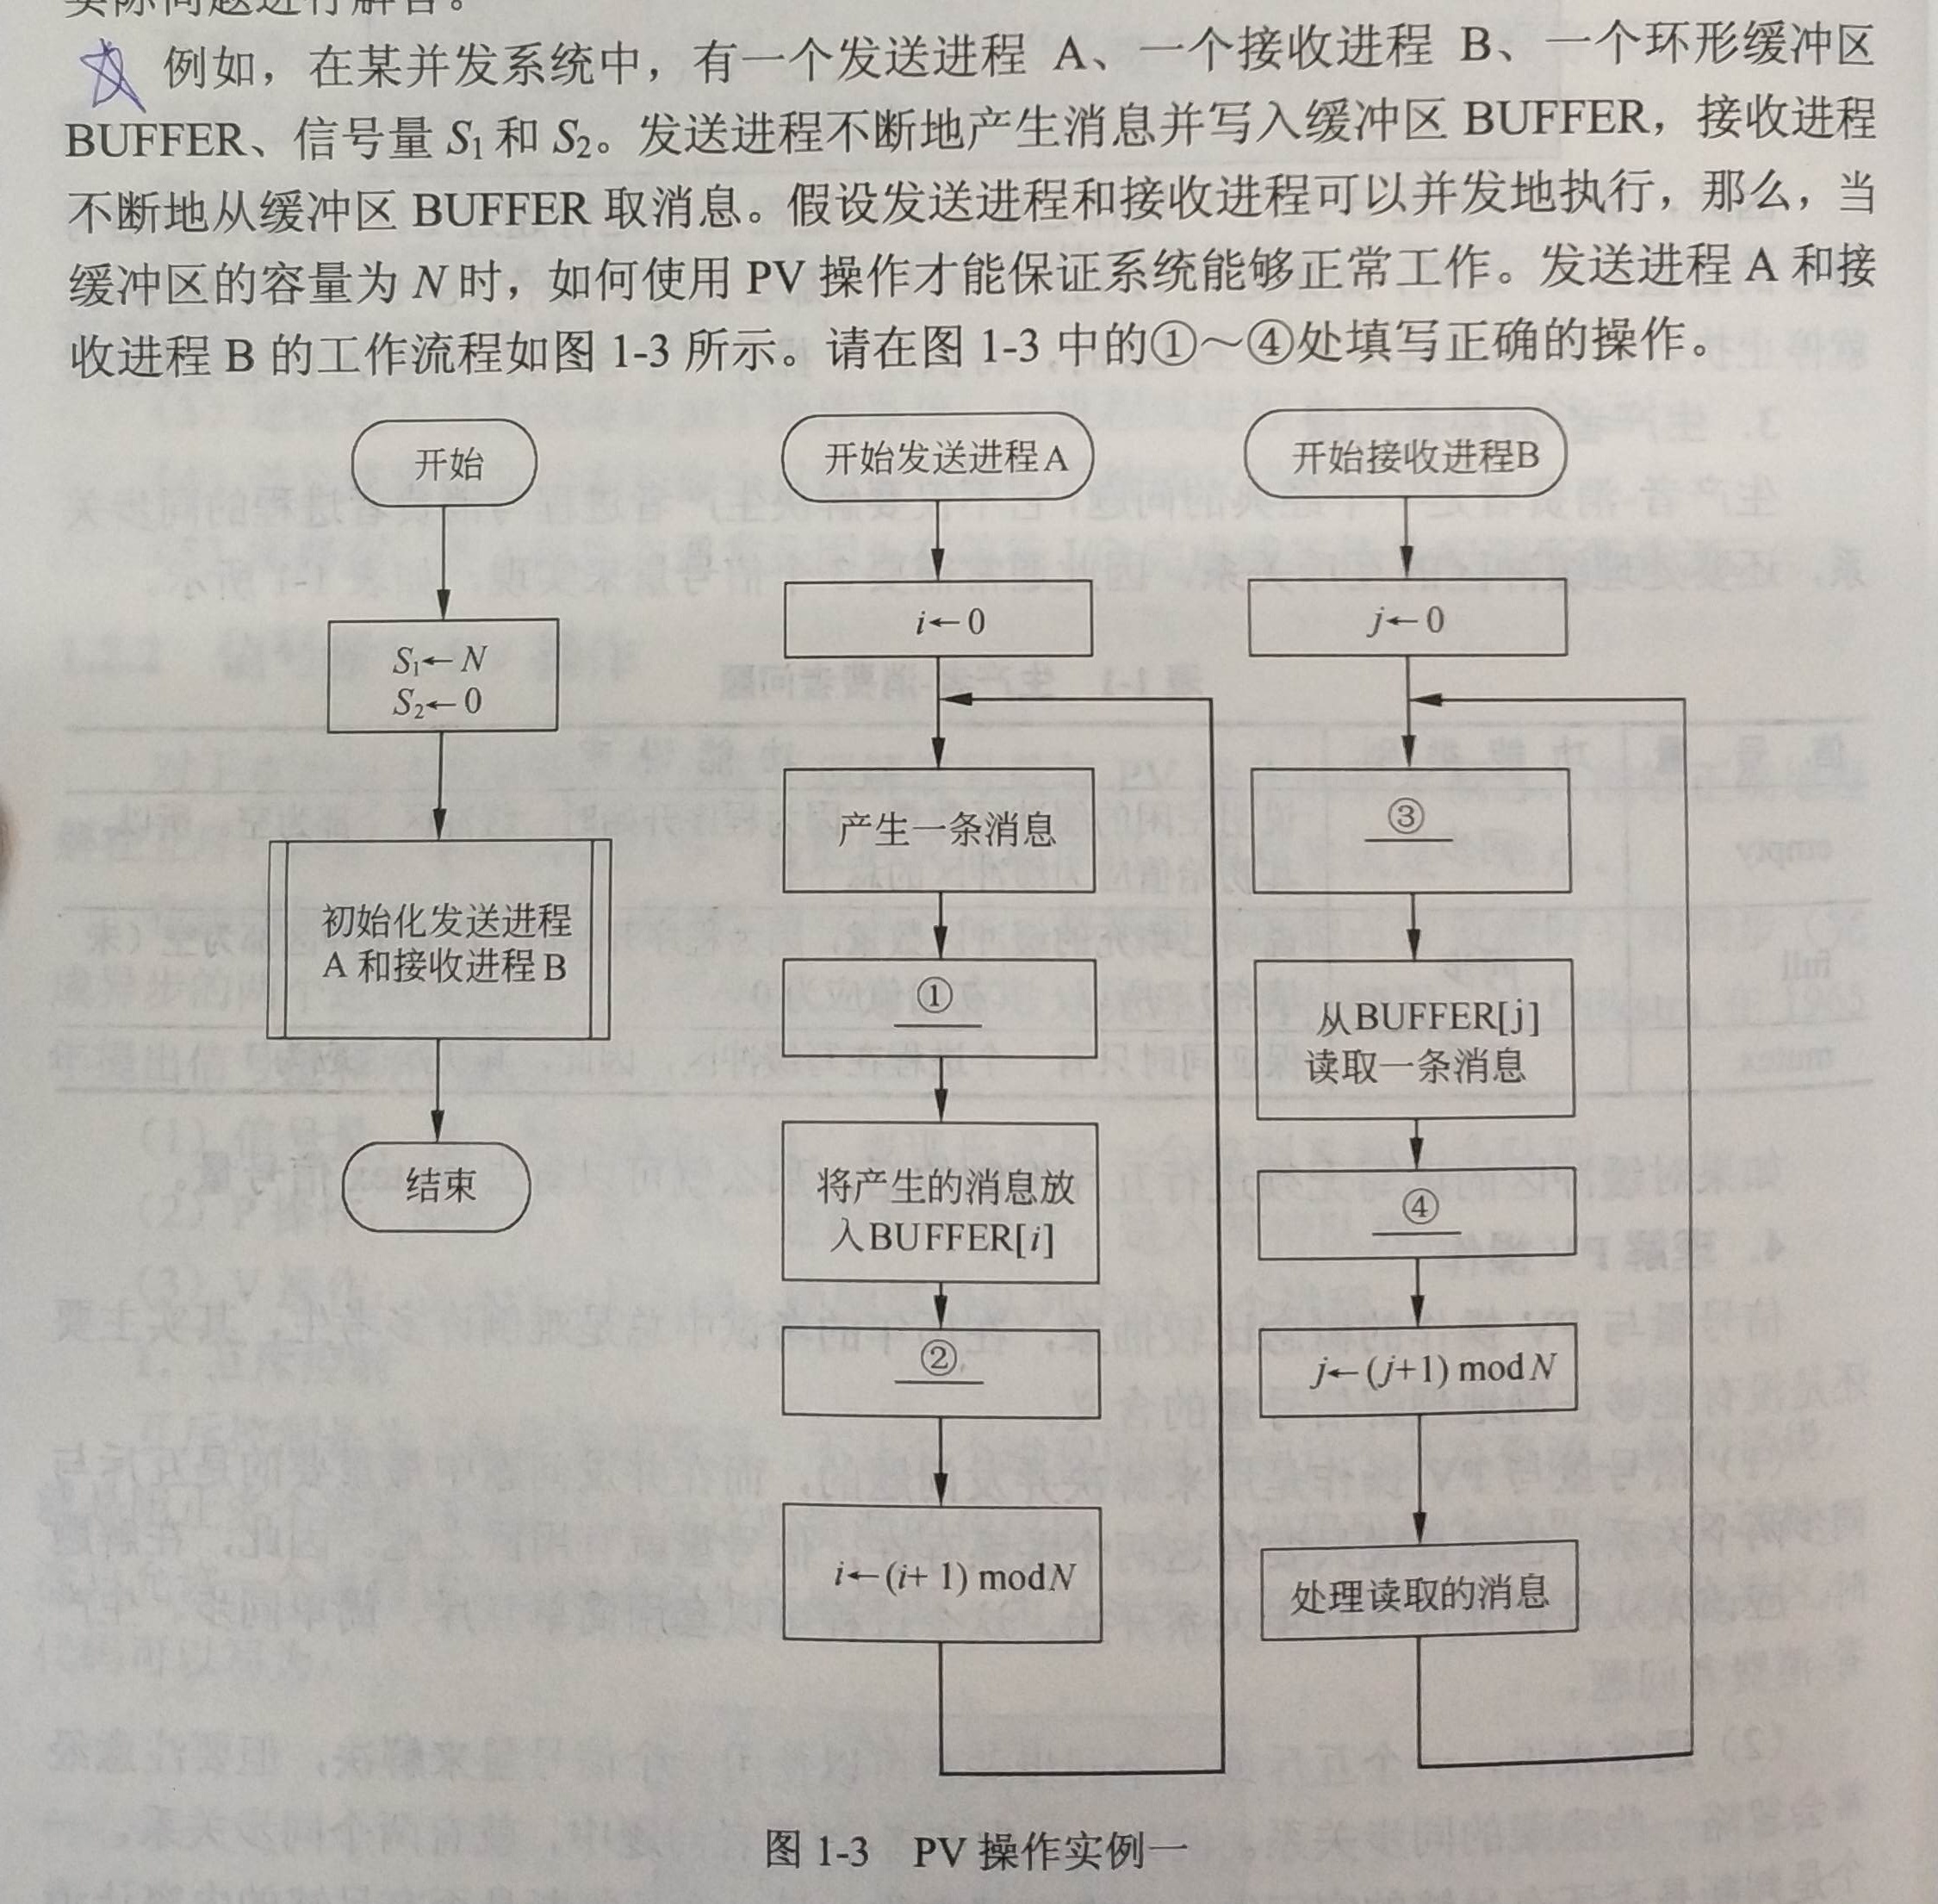 实际问题进行解答。
例如，在某并发系统中，有一个发送进程 A、一个接收进程 B、一个环形缓冲区
BUFFER、信号量 S₁ 和 S₂。发送进程不断地产生消息并写入缓冲区 BUFFER，接收进程
不断地从缓冲区 BUFFER 取消息。假设发送进程和接收进程可以并发地执行，那么，当
缓冲区的容量为 N 时，如何使用 PV 操作才能保证系统能够正常工作。发送进程 A 和接
收进程 B 的工作流程如图 1-3 所示。请在图 1-3 中的①～④处填写正确的操作。
开始
S₁←N
S₂←0
初始化发送进程
A 和接收进程B
结束
开始发送进程A
i←0
产生一条消息
①
将产生的消息放
入BUFFER[i]
②
i←(i+ 1) modN
开始接收进程B
j←0
③
从BUFFER[j]
读取一条消息
④
j←(j+1) modN
处理读取的消息
图 1-3 PV 操作实例一